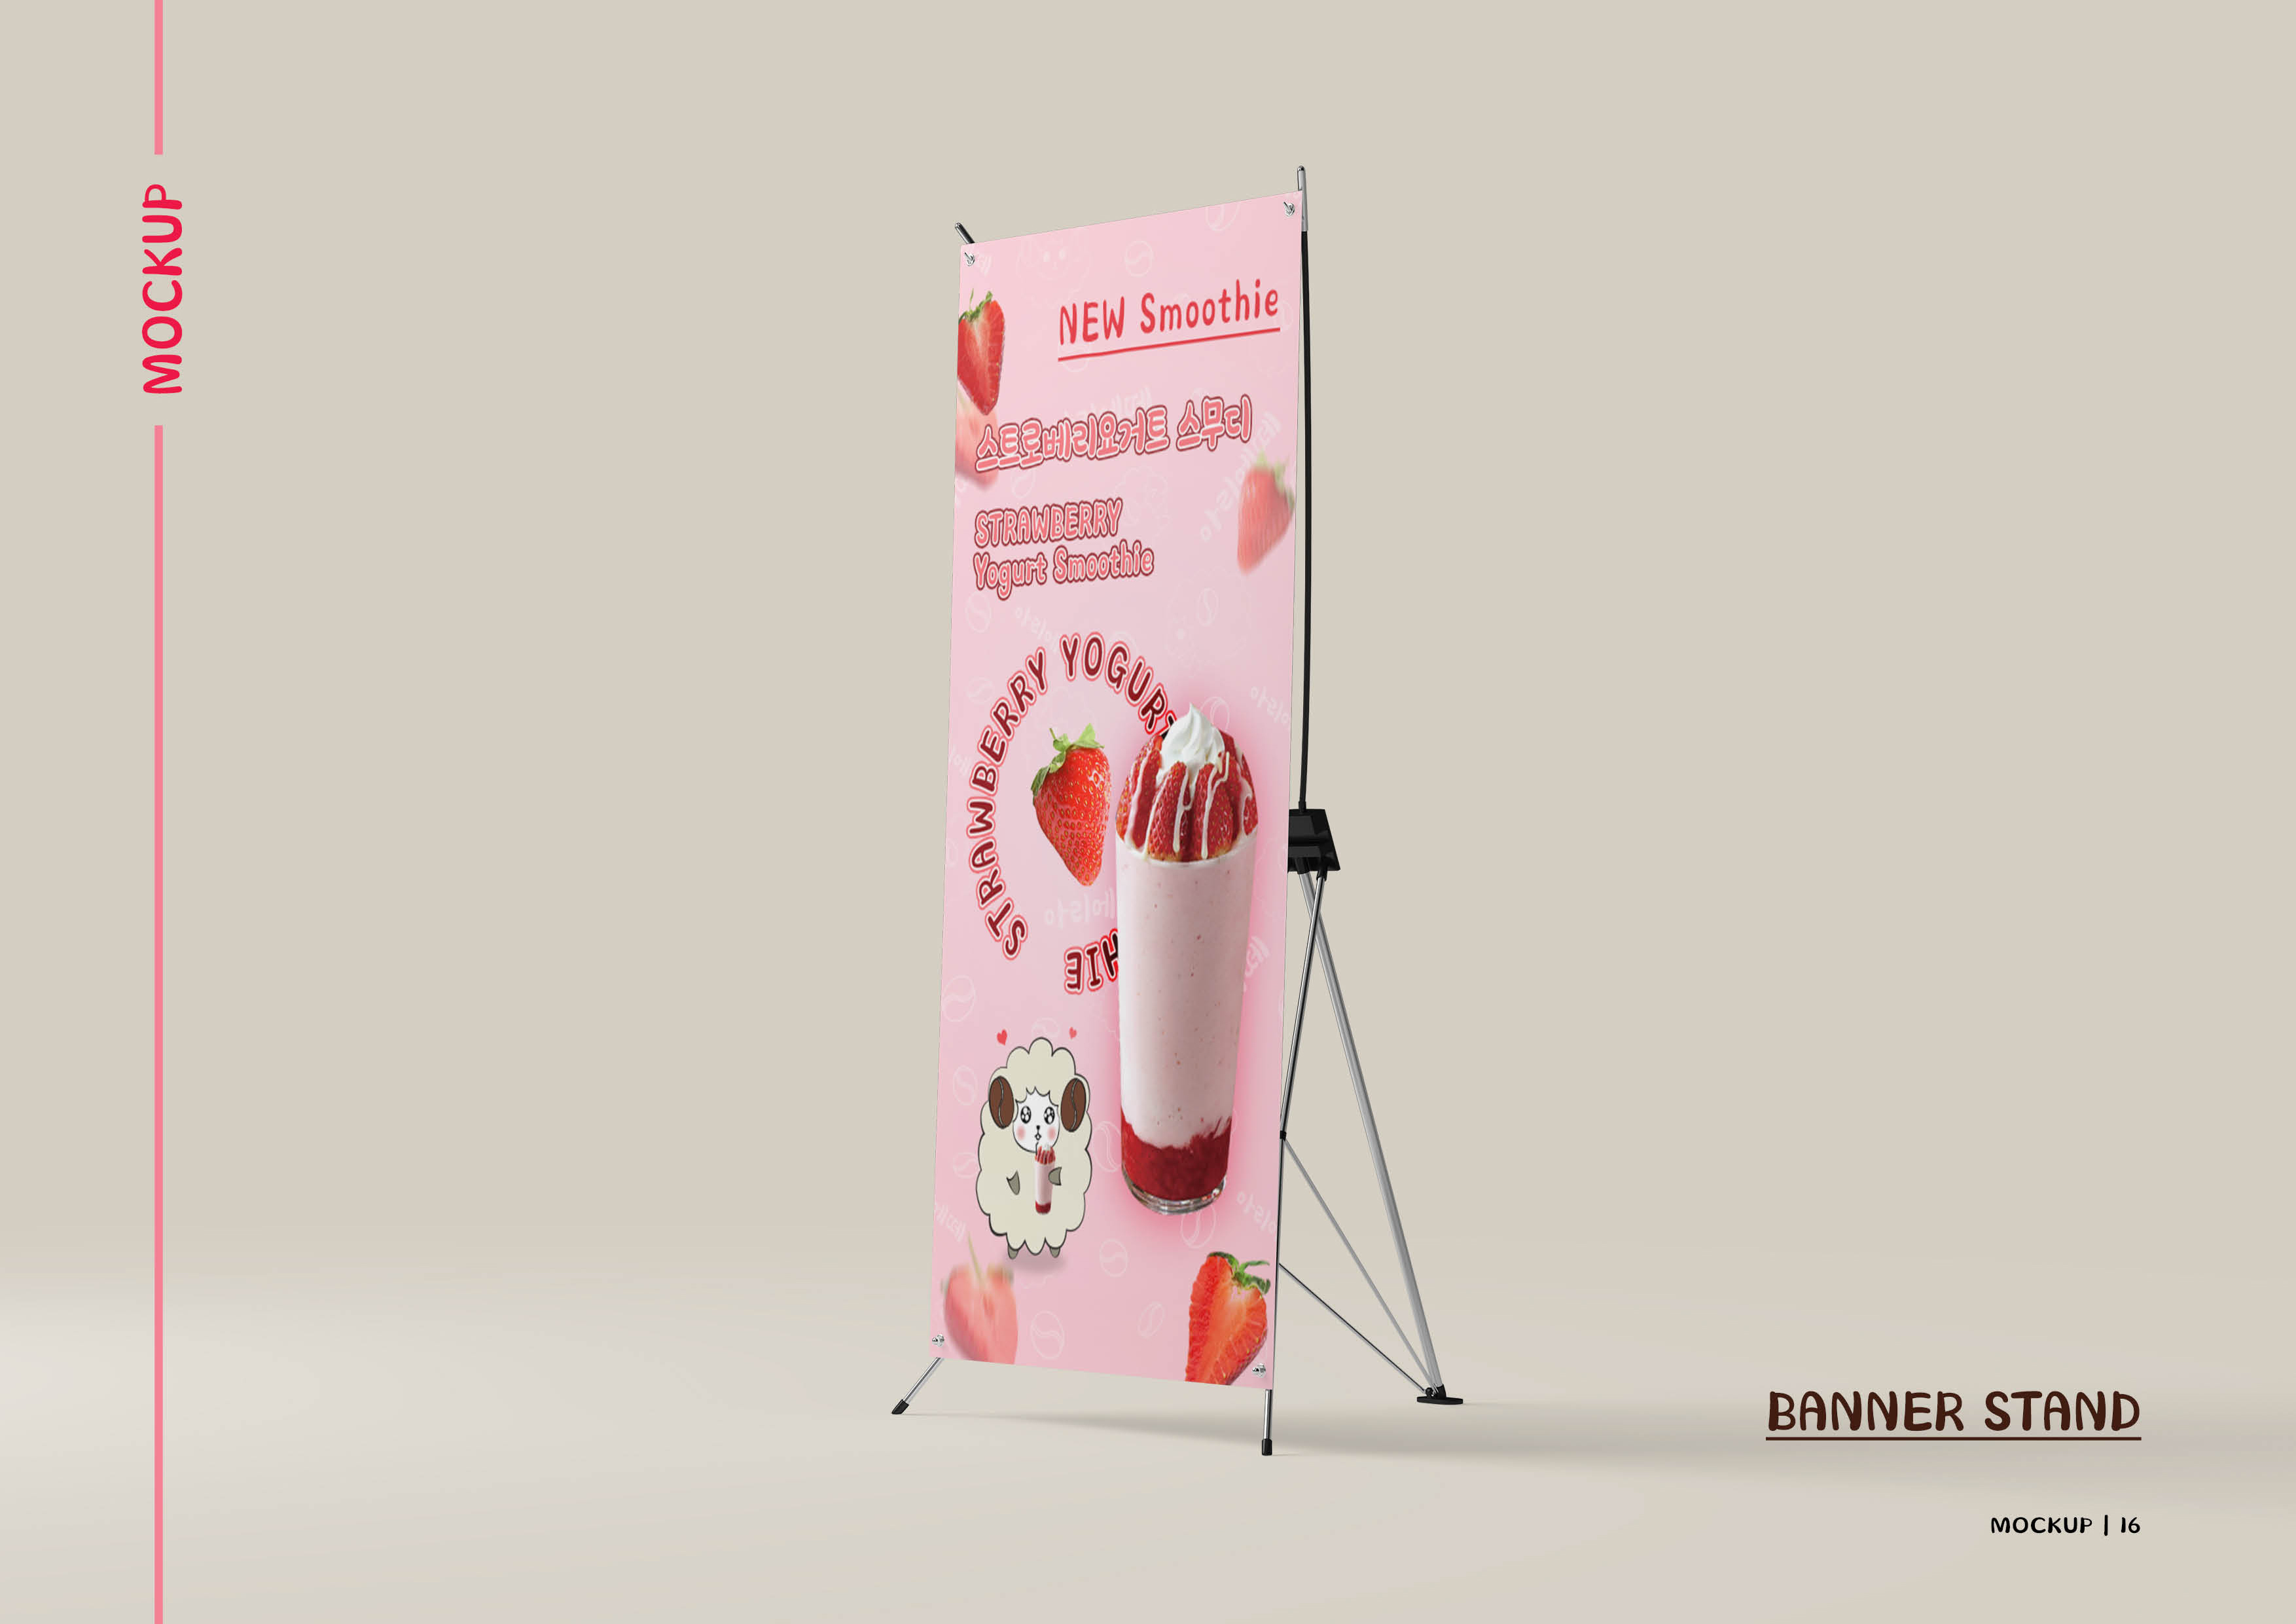 MOCKUP
NEW Smoothie
스트로베리요거트 스무디
STRAWBERRY
Yogurt Smoothie
STRAWBERRY YOGURT
HIE
BANNER STAND
MOCKUP | 16